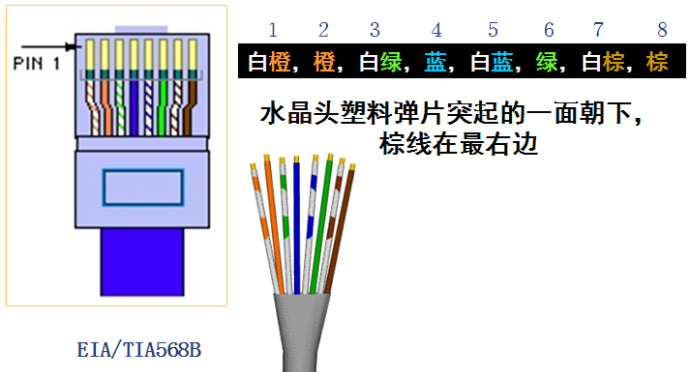 PIN 1
1 2 3 4 5 6 7 8
白橙，橙，白绿，蓝，白蓝，绿，白棕，棕
水晶头塑料弹片突起的一面朝下，
棕线在最右边
EIA/TIA568B